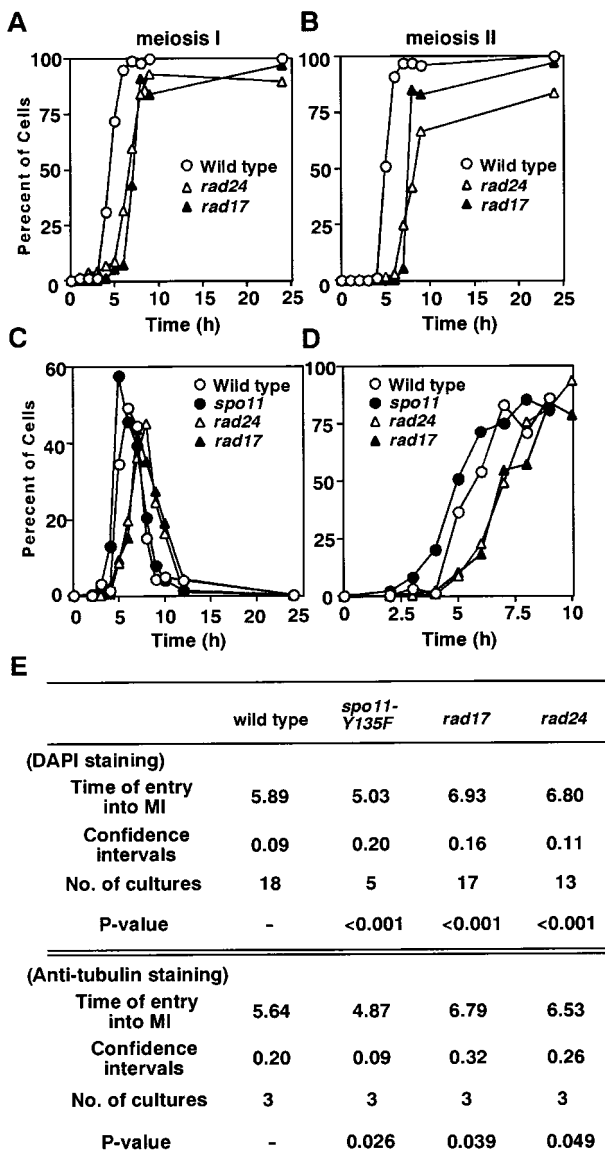 A
meiosis I
100
75
50
25
0
Perecent of Cells
Wild type
rad24
rad17
0 5 10 15 20 25
Time (h)
B
meiosis II
100
75
50
25
0
Wild type
rad24
rad17
0 5 10 15 20 25
Time (h)
C
60
40
20
0
Perecent of Cells
Wild type
spo11
rad24
rad17
0 5 10 15 20 25
Time (h)
D
100
75
50
25
0
Wild type
spo11
rad24
rad17
0 2.5 5 7.5 10
Time (h)
E
wild type spo11-Y135F rad17 rad24
(DAPI staining)
Time of entry into MI 5.89 5.03 6.93 6.80
Confidence intervals 0.09 0.20 0.16 0.11
No. of cultures 18 5 17 13
P-value - <0.001 <0.001 <0.001
(Anti-tubulin staining)
Time of entry into MI 5.64 4.87 6.79 6.53
Confidence intervals 0.20 0.09 0.32 0.26
No. of cultures 3 3 3 3
P-value - 0.026 0.039 0.049